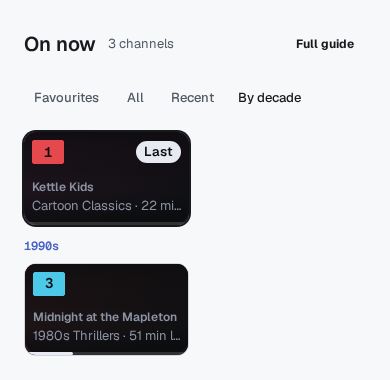 On now 3 channels Full guide
Favourites All Recent By decade
1 Last
Kettle Kids
Cartoon Classics · 22 mi...
1990s
3
Midnight at the Mapleton
1980s Thrillers · 51 min l...